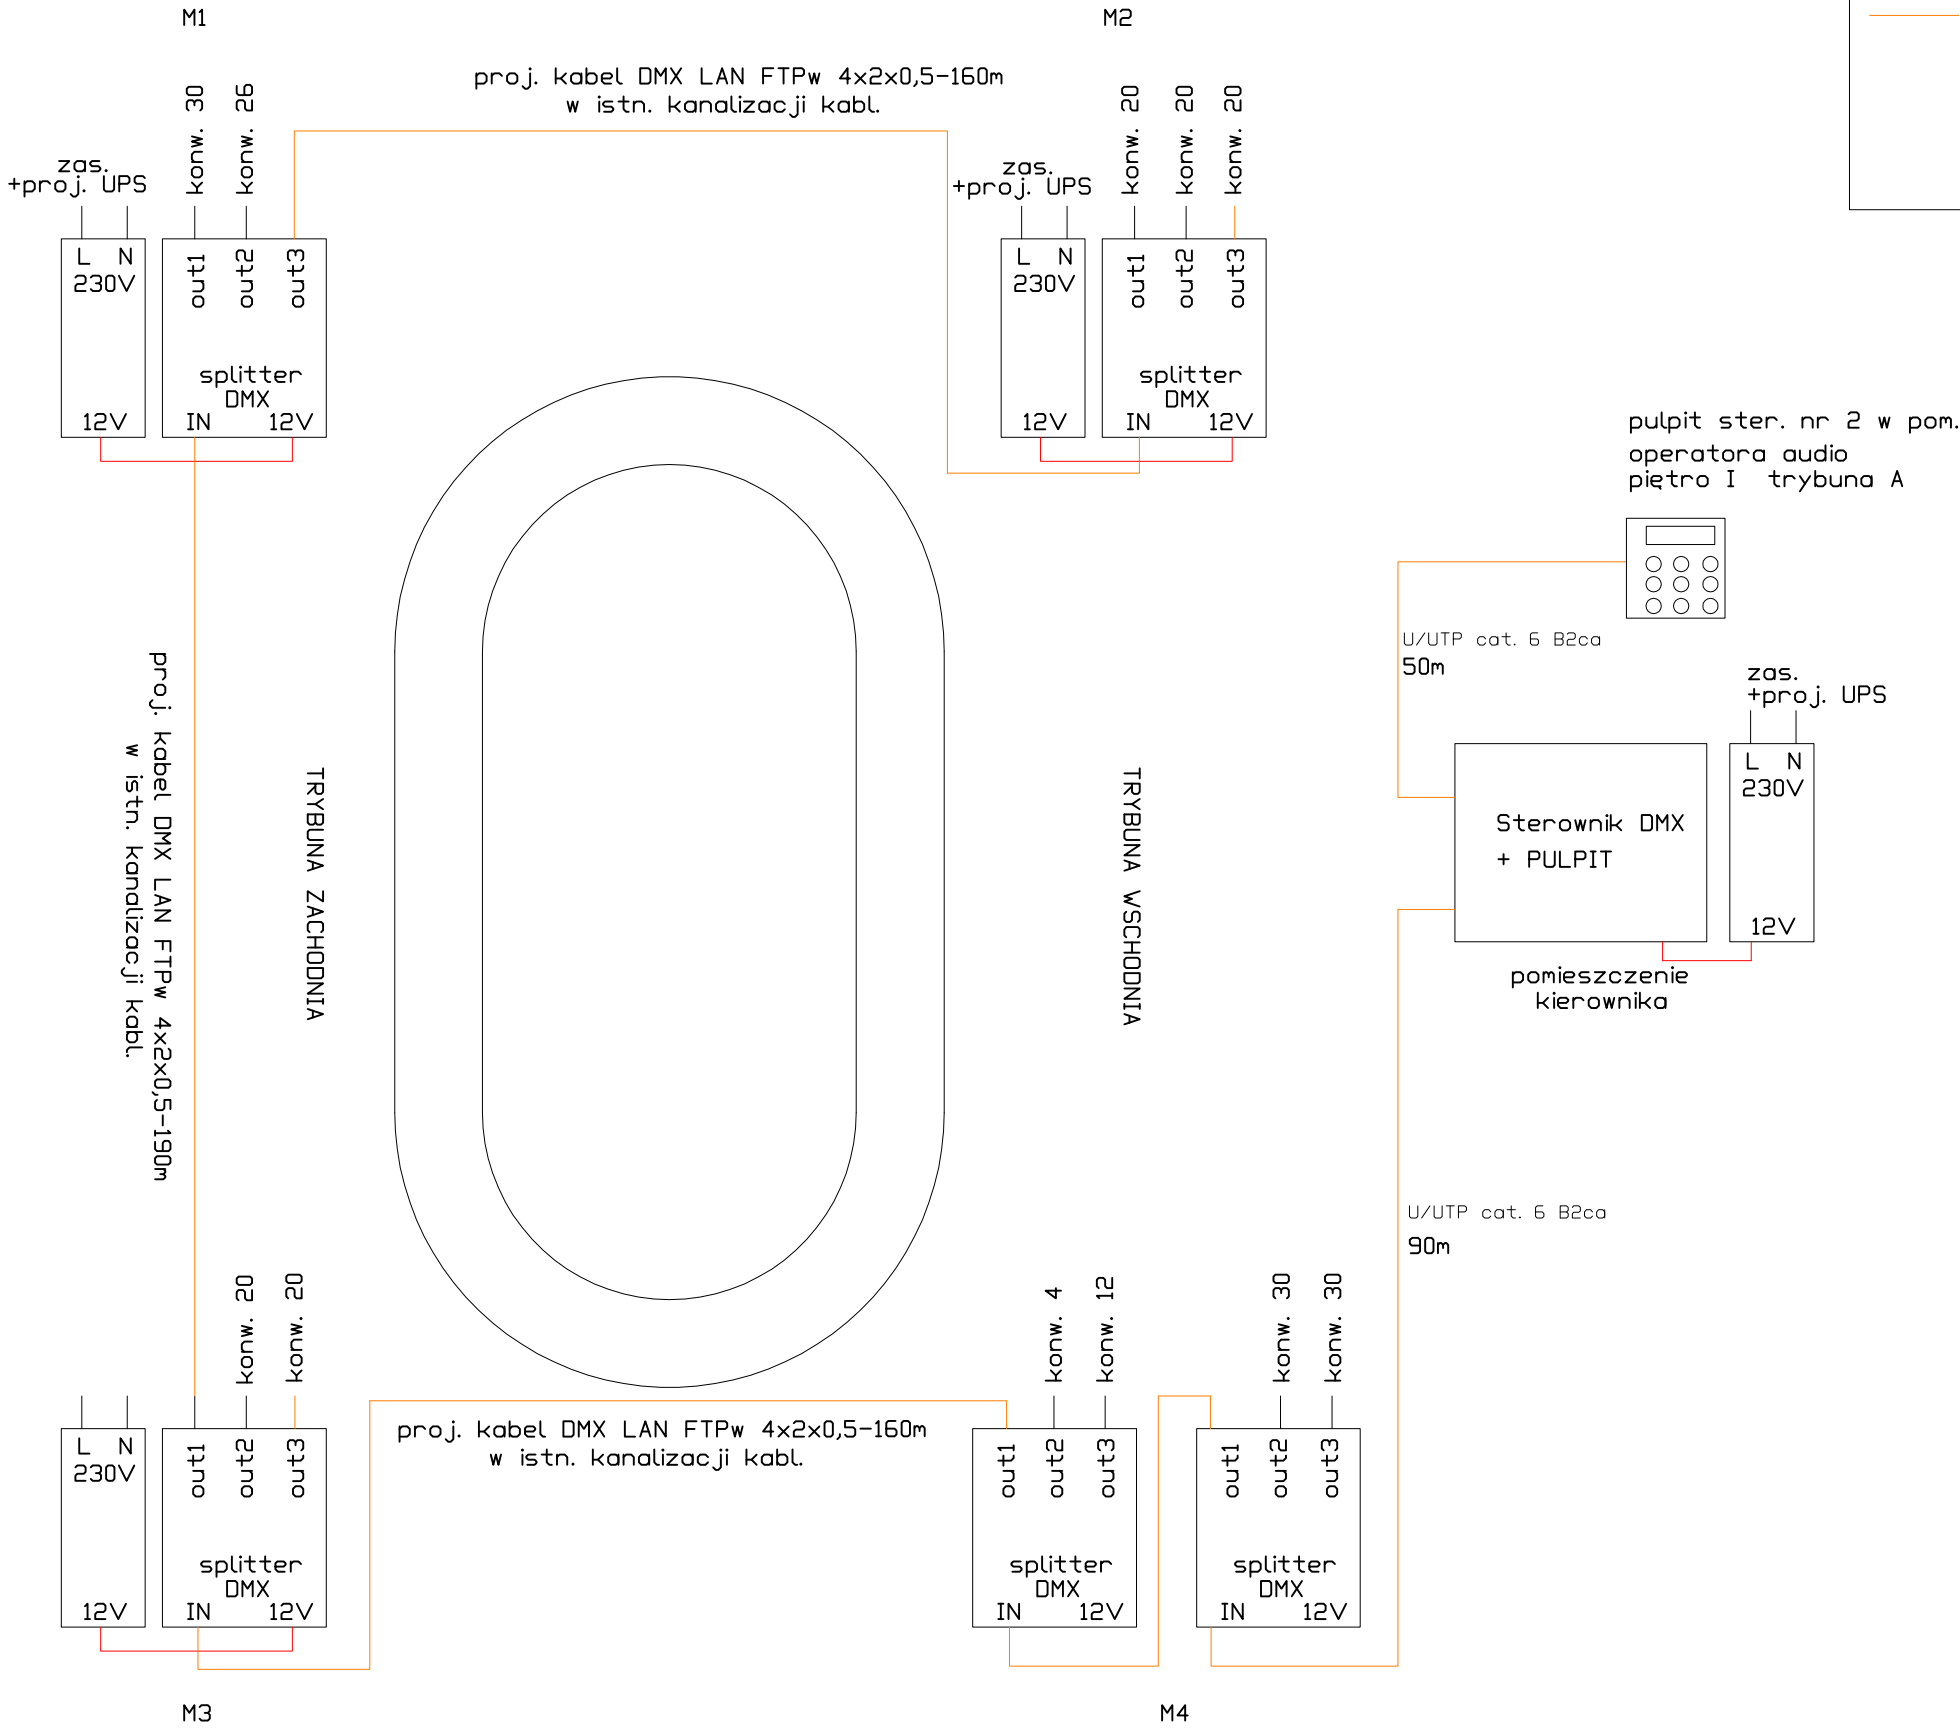 M1
M2
proj. kabel DMX LAN FTPw 4x2x0,5-160m
w istn. kanalizacji kabl.
konw. 30
konw. 26
zas.
+proj. UPS
L N
230V
12V
out1
out2
out3
splitter
DMX
IN 12V
konw. 20
konw. 20
konw. 20
zas.
+proj. UPS
L N
230V
12V
out1
out2
out3
splitter
DMX
IN 12V
pulpit ster. nr 2 w pom.
operatora audio
piętro I trybuna A
U/UTP cat. 6 B2ca
50m
zas.
+proj. UPS
L N
230V
12V
Sterownik DMX
+ PULPIT
pomieszczenie
kierownika
proj. kabel DMX LAN FTPw 4x2x0,5-190m
w istn. kanalizacji kabl.
TRYBUNA ZACHODNIA
TRYBUNA WSCHODNIA
U/UTP cat. 6 B2ca
90m
konw. 20
konw. 20
L N
230V
12V
out1
out2
out3
splitter
DMX
IN 12V
proj. kabel DMX LAN FTPw 4x2x0,5-160m
w istn. kanalizacji kabl.
konw. 4
konw. 12
out1
out2
out3
splitter
DMX
IN 12V
konw. 30
konw. 30
out1
out2
out3
splitter
DMX
IN 12V
M3
M4